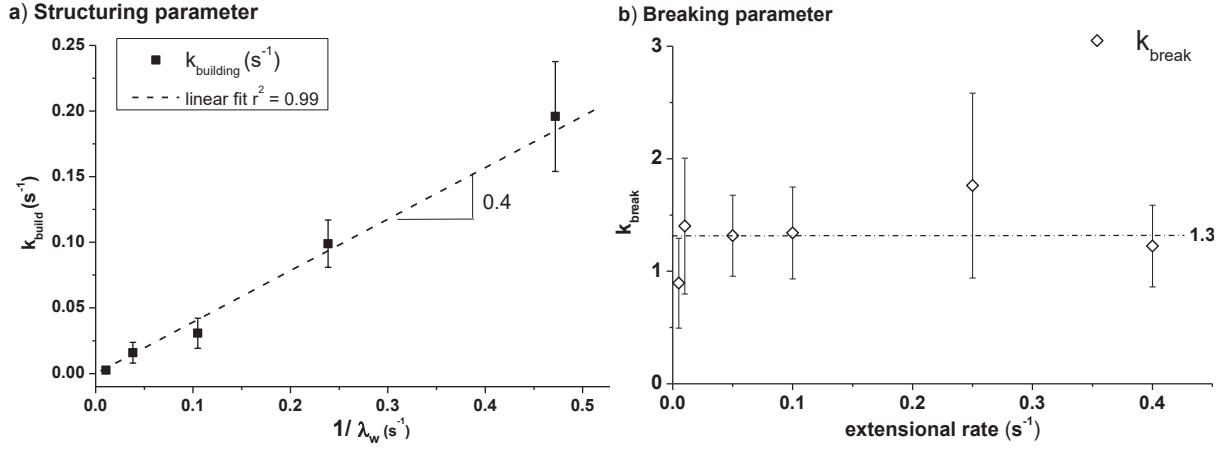 a) Structuring parameter
0.25
0.20
0.15
0.10
0.05
0.00
k_build (s⁻¹)
k_building (s⁻¹)
linear fit r² = 0.99
0.4
0.0 0.1 0.2 0.3 0.4 0.5
1/ λ_w (s⁻¹)
b) Breaking parameter
3
2
1
0
k_break
k_break
1.3
0.0 0.1 0.2 0.3 0.4
extensional rate (s⁻¹)